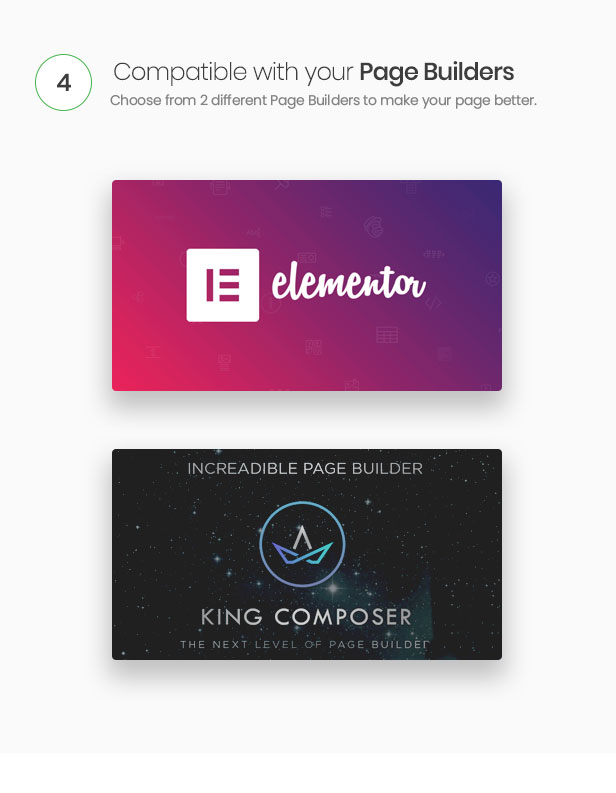 4
Compatible with your Page Builders
Choose from 2 different Page Builders to make your page better.
elementor
INCREADIBLE PAGE BUILDER
KING COMPOSER
THE NEXT LEVEL OF PAGE BUILDER